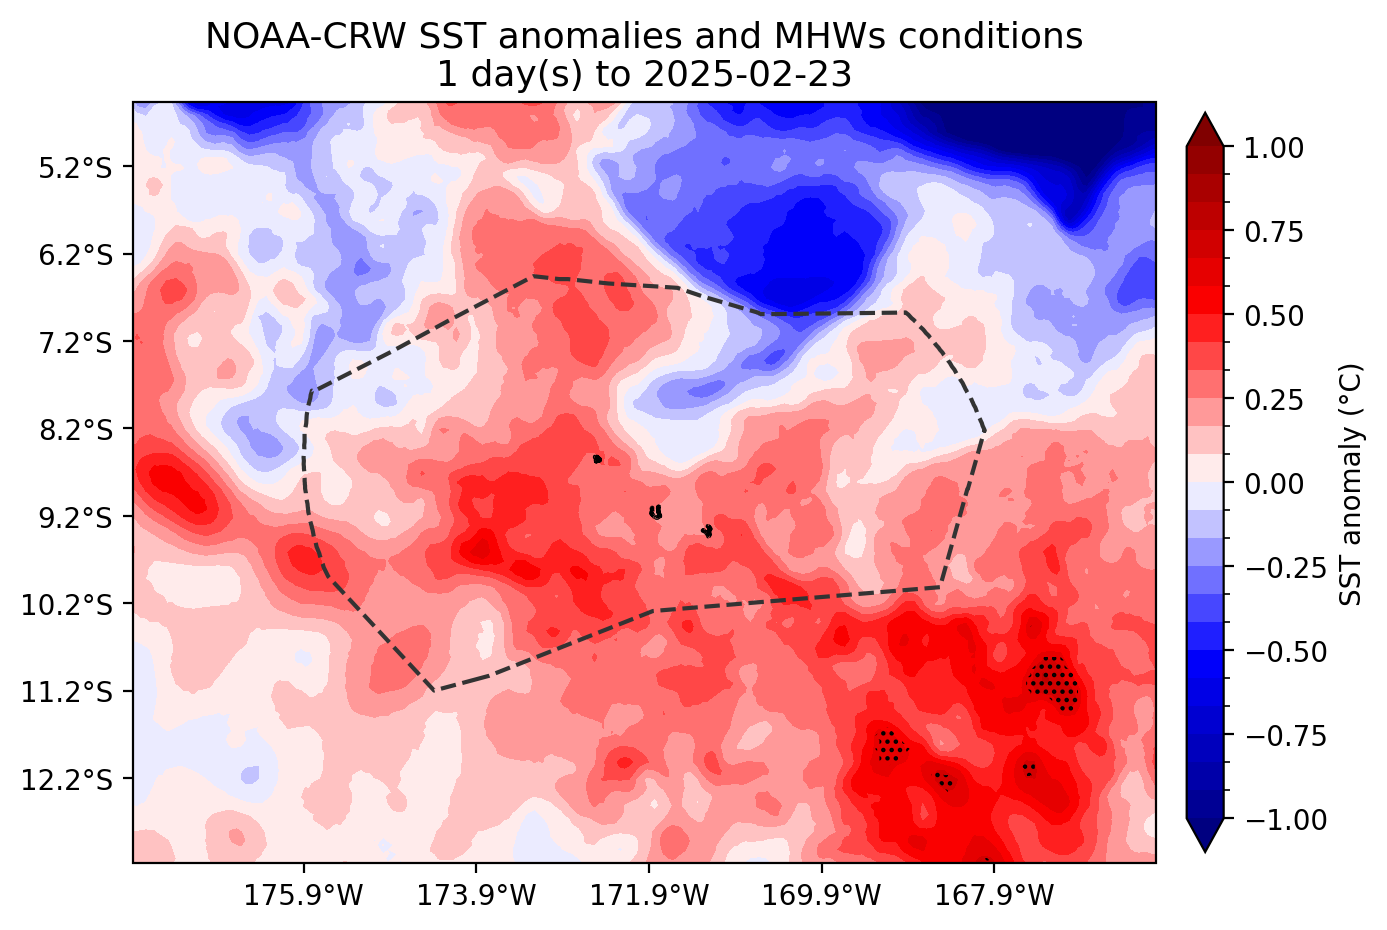 NOAA-CRW SST anomalies and MHWs conditions
1 day(s) to 2025-02-23
5.2°S
6.2°S
7.2°S
8.2°S
9.2°S
10.2°S
11.2°S
12.2°S
175.9°W
173.9°W
171.9°W
169.9°W
167.9°W
1.00
0.75
0.50
0.25
0.00
−0.25
−0.50
−0.75
−1.00
SST anomaly (°C)